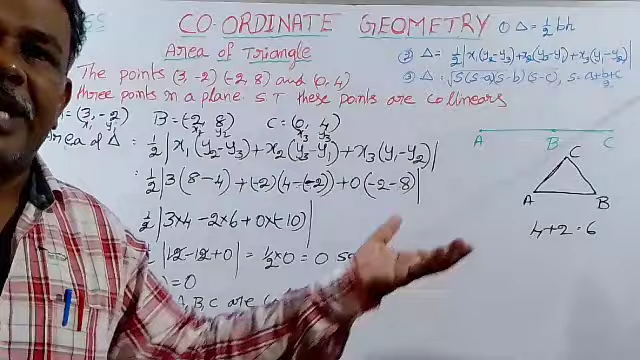 CO-ORDINATE GEOMETRY
① Δ = 1/2 bh
Area of Triangle
② Δ = 1/2 |x₁(y₂-y₃)+x₂(y₃-y₁)+x₃(y₁-y₂)|
③ Δ = √S(S-a)(S-b)(S-c), S = a+b+c/2
The points (3, -2) (-2, 8) and (0, 4)
three points in a plane. S.T these points are collinears
= (3, -2) B = (-2, 8) C = (0, 4)
x₁ y₁ x₂ y₂ x₃ y₃
Area of Δ = 1/2 |x₁(y₂-y₃)+x₂(y₃-y₁)+x₃(y₁-y₂)|
= 1/2 |3(8-4)+(-2)(4-(-2))+0(-2-8)|
1/2 |3×4 -2×6 +0×(-10)|
|12-12+0| = 1/2×0 = 0
= 0
A, B, C are
A B C
C
A B
4+2=6